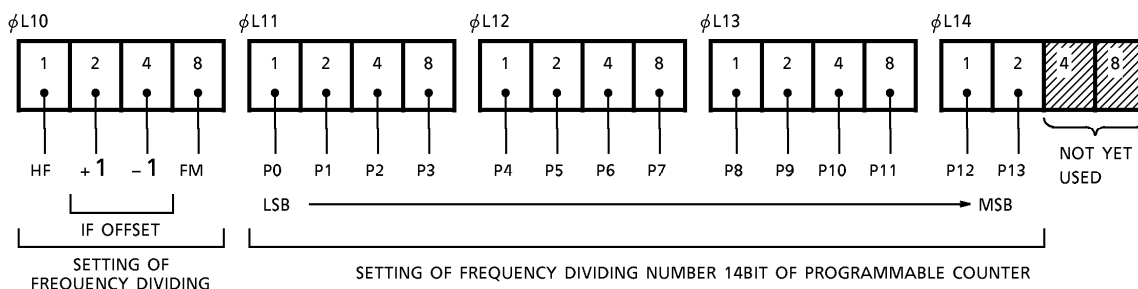 ϕL10 ϕL11 ϕL12 ϕL13 ϕL14
1 2 4 8 1 2 4 8 1 2 4 8 1 2 4 8 1 2 4 8
HF +1 −1 FM P0 P1 P2 P3 P4 P5 P6 P7 P8 P9 P10 P11 P12 P13
NOT YET
USED
LSB MSB
IF OFFSET
SETTING OF
FREQUENCY DIVIDING
SETTING OF FREQUENCY DIVIDING NUMBER 14BIT OF PROGRAMMABLE COUNTER